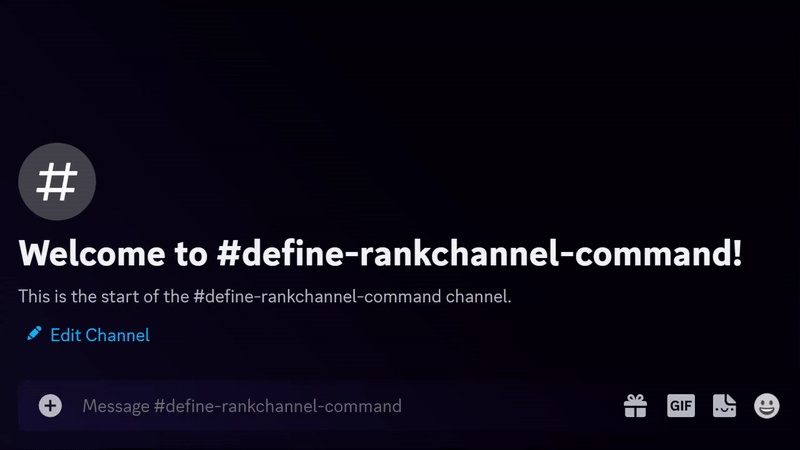 #
Welcome to #define-rankchannel-command!
This is the start of the #define-rankchannel-command channel.
Edit Channel
Message #define-rankchannel-command
GIF